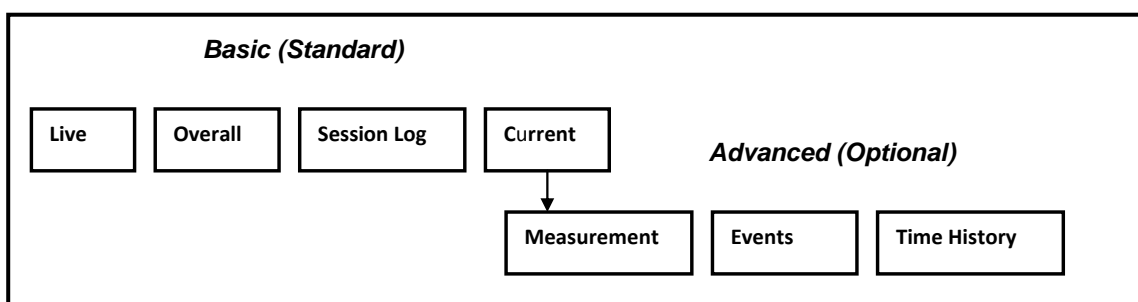 Basic (Standard)
Live Overall Session Log Current
Advanced (Optional)
Measurement Events Time History